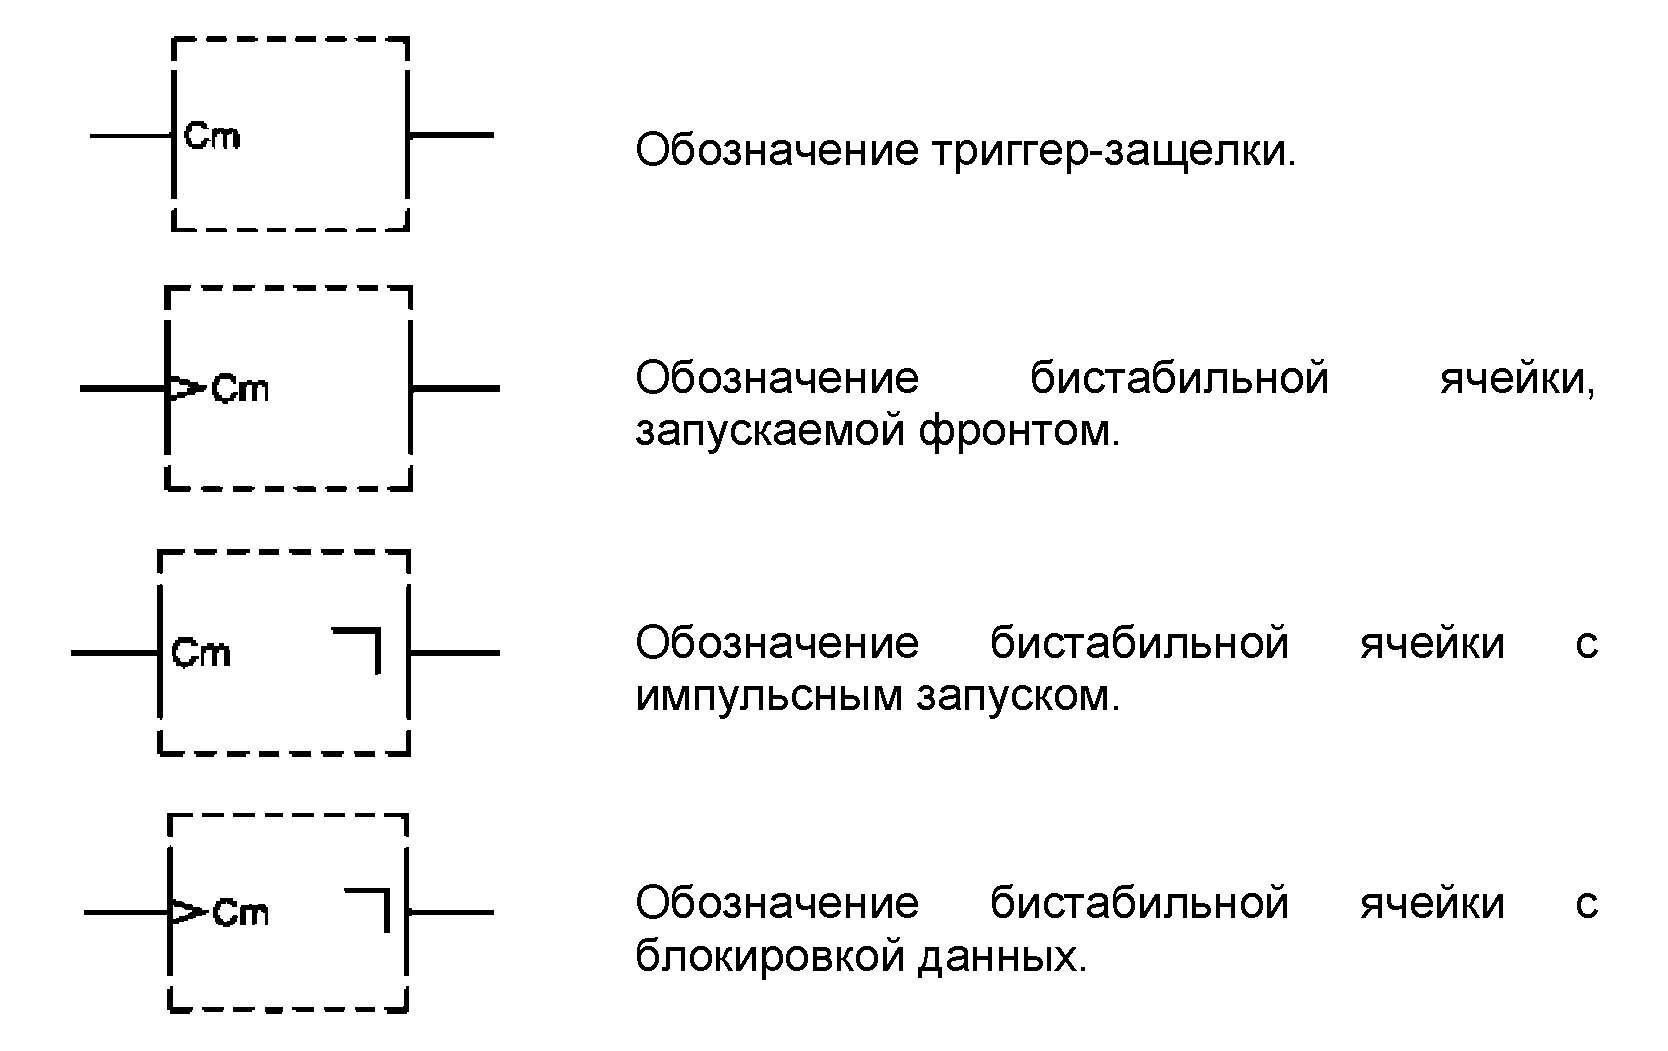 Cm
Обозначение триггер-защелки.
Cm
Обозначение бистабильной ячейки,
запускаемой фронтом.
Cm
Обозначение бистабильной ячейки с
импульсным запуском.
Cm
Обозначение бистабильной ячейки с
блокировкой данных.